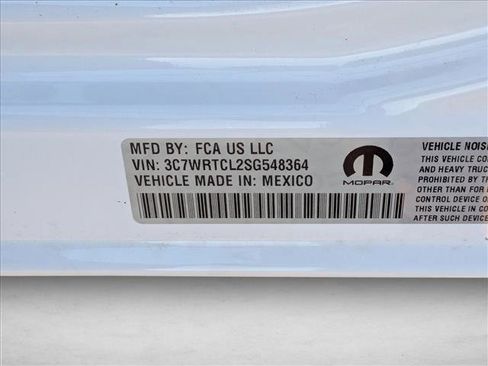 MFD BY: FCA US LLC
VIN: 3C7WRTCL2SG548364
VEHICLE MADE IN: MEXICO
MOPAR
VEHICLE NOIS
THIS VEHICLE CO
AND HEAVY TRUC
PROHIBITED BY TH
OTHER THAN FOR
CONTROL DEVICE O
THIS VEHICLE IN
AFTER SUCH DEVICE